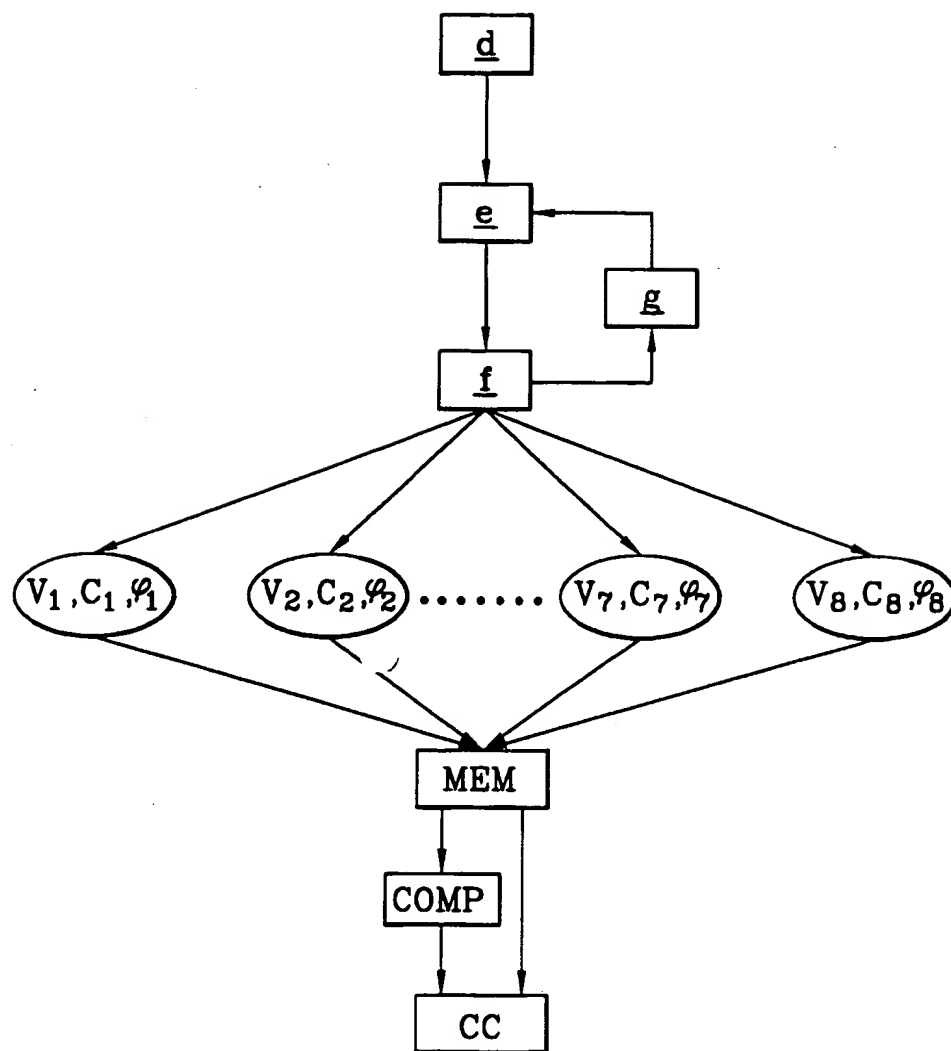 d
e
g
f
V₁,C₁,φ₁
V₂,C₂,φ₂
.......
V₇,C₇,φ₇
V₈,C₈,φ₈
MEM
COMP
CC